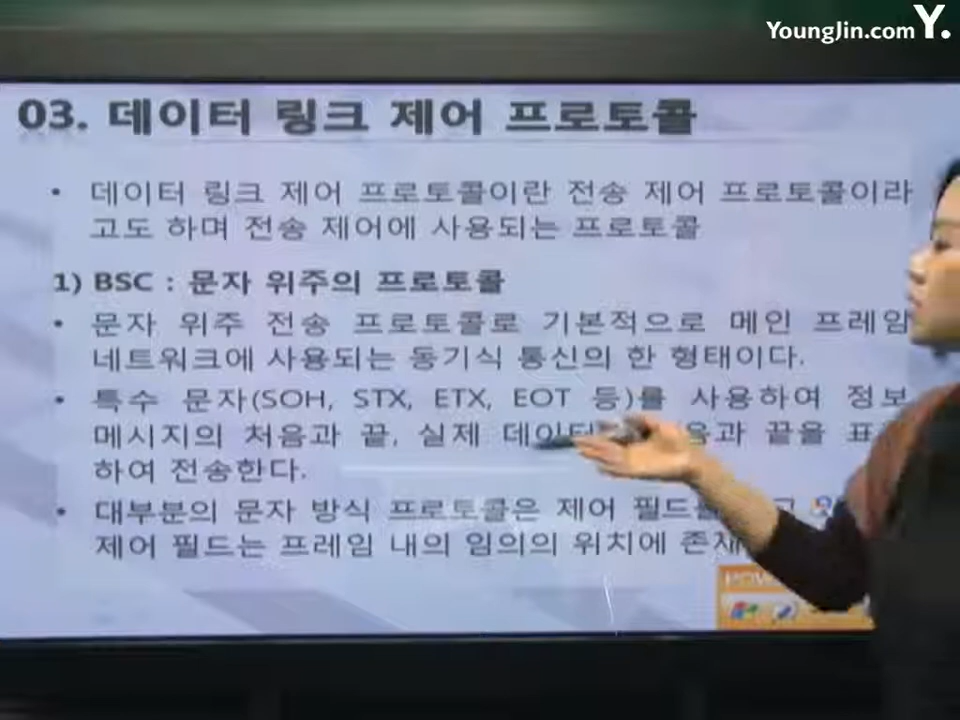 YoungJin.com Y.
03. 데이터 링크 제어 프로토콜
• 데이터 링크 제어 프로토콜이란 전송 제어 프로토콜이라
고도 하며 전송 제어에 사용되는 프로토콜
1) BSC : 문자 위주의 프로토콜
• 문자 위주 전송 프로토콜로 기본적으로 메인 프레임
네트워크에 사용되는 동기식 통신의 한 형태이다.
• 특수 문자(SOH, STX, ETX, EOT 등)를 사용하여 정보
메시지의 처음과 끝, 실제 끝을
하여 전송한다.
• 대부분의 문자 방식 프로토콜은 제어
제어 필드는 프레임 내의 임의의 위치에